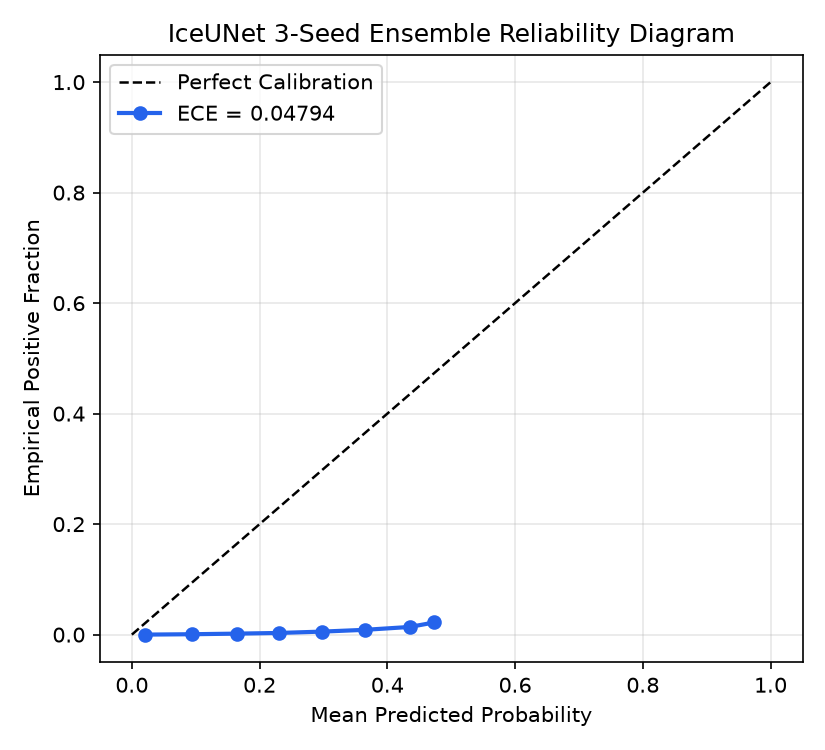 IceUNet 3-Seed Ensemble Reliability Diagram
Perfect Calibration
ECE = 0.04794
1.0
0.8
0.6
0.4
0.2
0.0
Empirical Positive Fraction
0.0 0.2 0.4 0.6 0.8 1.0
Mean Predicted Probability